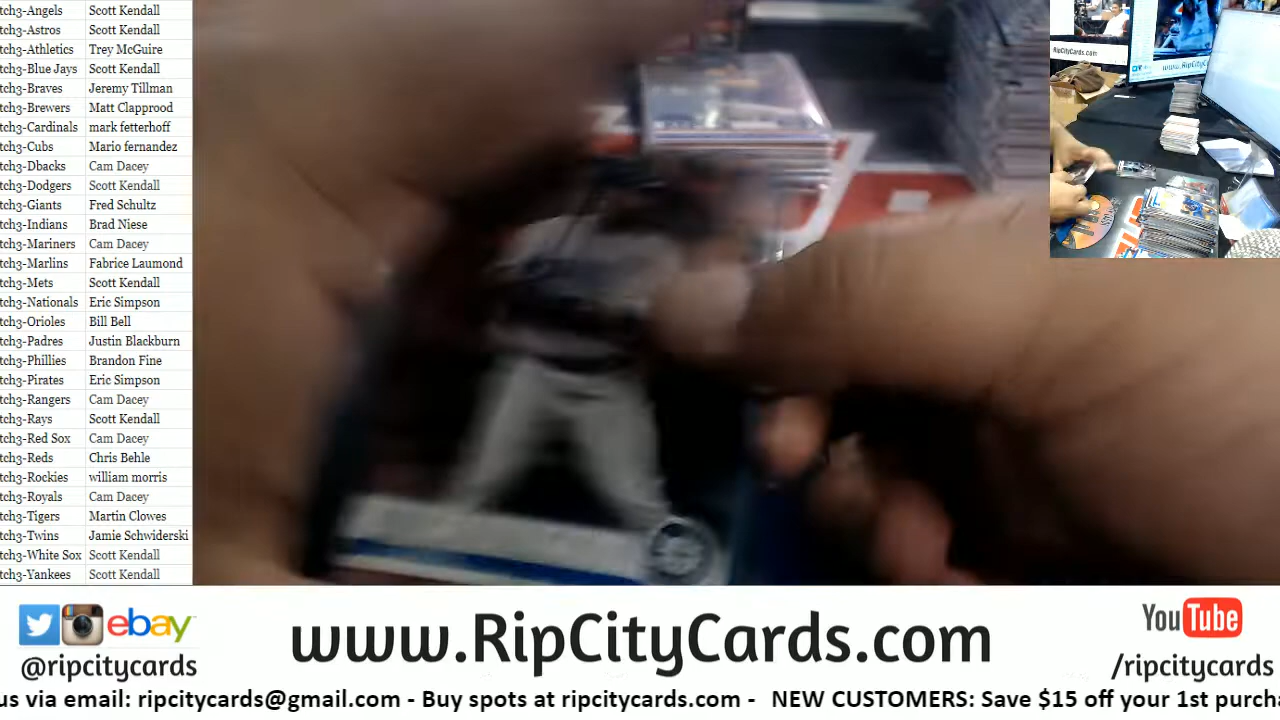 tch3-Angels Scott Kendall
tch3-Astros Scott Kendall
tch3-Athletics Trey McGuire
tch3-Blue Jays Scott Kendall
tch3-Braves Jeremy Tillman
tch3-Brewers Matt Clapprood
tch3-Cardinals mark fetterhoff
tch3-Cubs Mario fernandez
tch3-Dbacks Cam Dacey
tch3-Dodgers Scott Kendall
tch3-Giants Fred Schultz
tch3-Indians Brad Niese
tch3-Mariners Cam Dacey
tch3-Marlins Fabrice Laumond
tch3-Mets Scott Kendall
tch3-Nationals Eric Simpson
tch3-Orioles Bill Bell
tch3-Padres Justin Blackburn
tch3-Phillies Brandon Fine
tch3-Pirates Eric Simpson
tch3-Rangers Cam Dacey
tch3-Rays Scott Kendall
tch3-Red Sox Cam Dacey
tch3-Reds Chris Behle
tch3-Rockies william morris
tch3-Royals Cam Dacey
tch3-Tigers Martin Clowes
tch3-Twins Jamie Schwiderski
tch3-White Sox Scott Kendall
tch3-Yankees Scott Kendall
RipCityCards.com
www.RipCityC
ebay
@ripcitycards
www.RipCityCards.com
YouTube
/ripcitycards
us via email: ripcitycards@gmail.com - Buy spots at ripcitycards.com - NEW CUSTOMERS: Save $15 off your 1st purcha